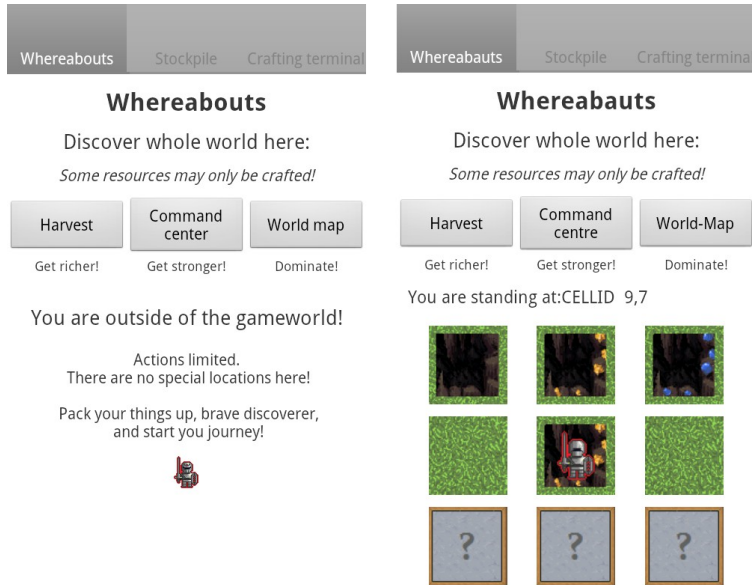 Whereabouts Stockpile Crafting terminal
Whereabouts
Discover whole world here:
Some resources may only be crafted!
Harvest
Command
center
World map
Get richer! Get stronger! Dominate!
You are outside of the gameworld!
Actions limited.
There are no special locations here!
Pack your things up, brave discoverer,
and start you journey!
Whereabauts Stockpile Crafting termina
Whereabauts
Discover whole world here:
Some resources may only be crafted!
Harvest
Command
centre
World-Map
Get richer! Get stronger! Dominate!
You are standing at:CELLID 9,7
? ? ?